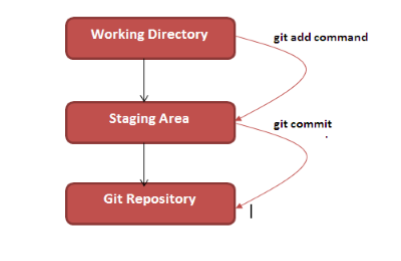 Working Directory
git add command
Staging Area
git commit
Git Repository